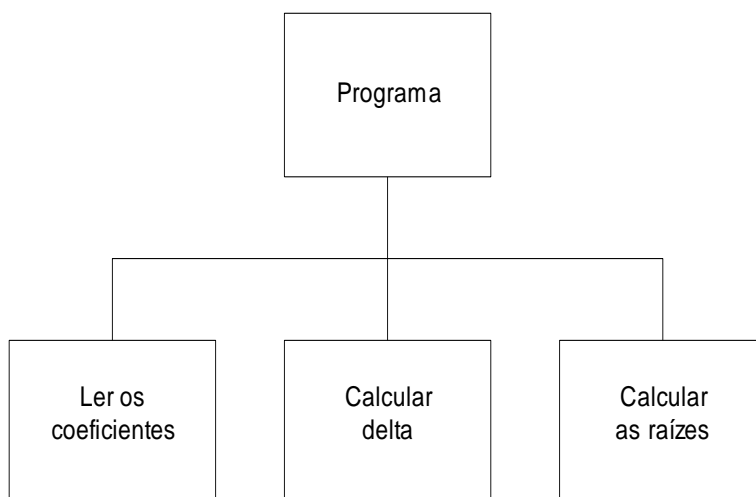 Programa
Ler os
coeficientes
Calcular
delta
Calcular
as raízes